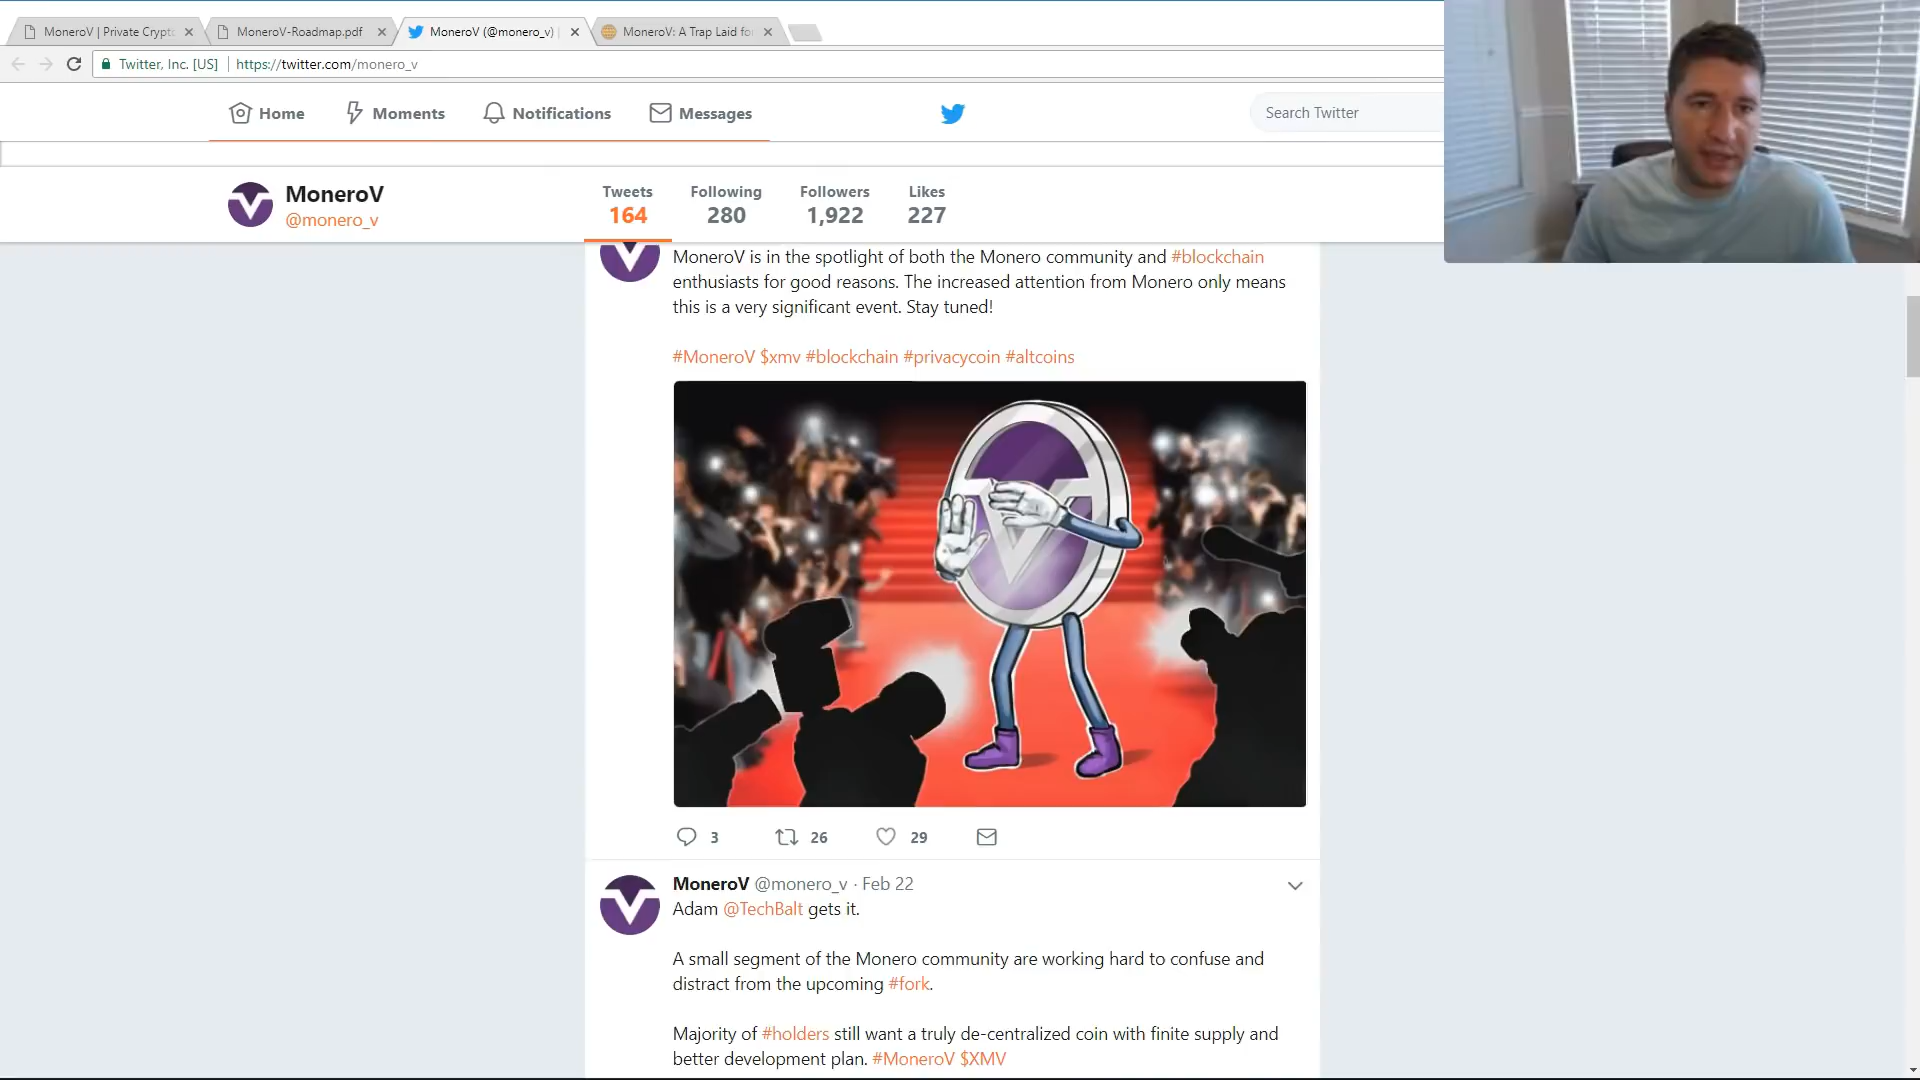 MoneroV | Private Crypt
MoneroV-Roadmap.pdf
MoneroV (@monero_v) |
MoneroV: A Trap Laid fo
Twitter, Inc. [US] | https://twitter.com/monero_v
Home
Moments
Notifications
Messages
Search Twitter
MoneroV
@monero_v
Tweets
164
Following
280
Followers
1,922
Likes
227
MoneroV is in the spotlight of both the Monero community and #blockchain
enthusiasts for good reasons. The increased attention from Monero only means
this is a very significant event. Stay tuned!
#MoneroV $xmv #blockchain #privacycoin #altcoins
3
26
29
MoneroV @monero_v · Feb 22
Adam @TechBalt gets it.
A small segment of the Monero community are working hard to confuse and
distract from the upcoming #fork.
Majority of #holders still want a truly de-centralized coin with finite supply and
better development plan. #MoneroV $XMV